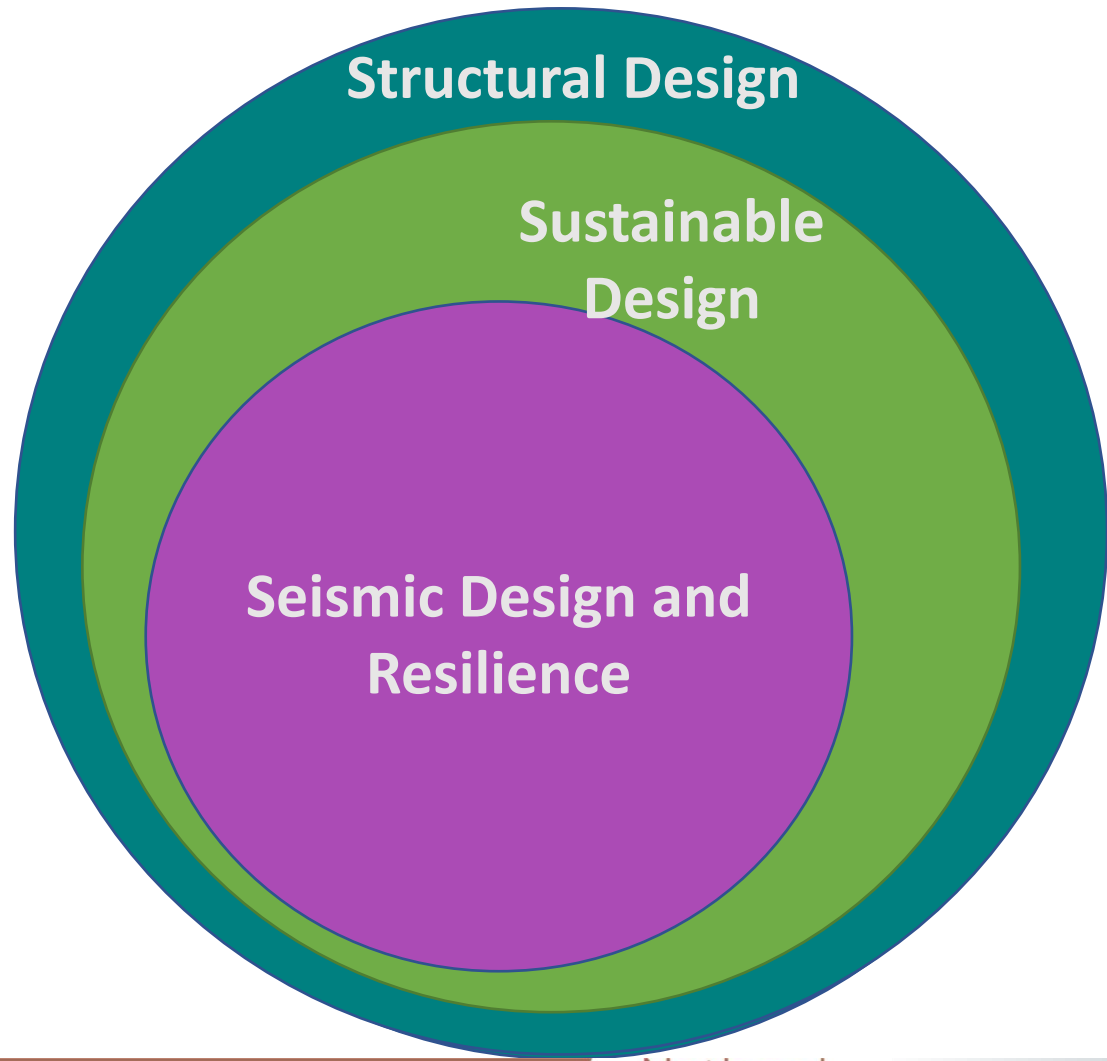 Structural Design
Sustainable
Design
Seismic Design and
Resilience